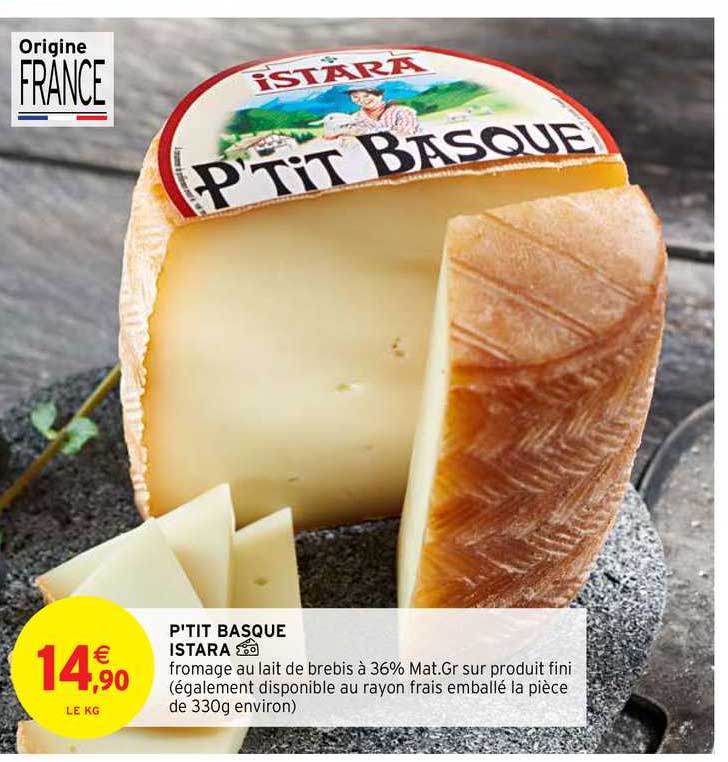 Origine
FRANCE
iSTARA
P'TiT BASQUE
14€,90
LE KG
P'TIT BASQUE
ISTARA
fromage au lait de brebis à 36% Mat.Gr sur produit fini
(également disponible au rayon frais emballé la pièce
de 330g environ)